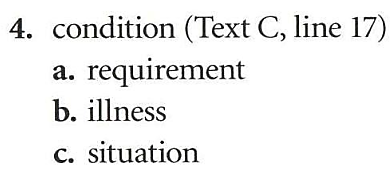 4. condition (Text C, line 17)
a. requirement
b. illness
c. situation